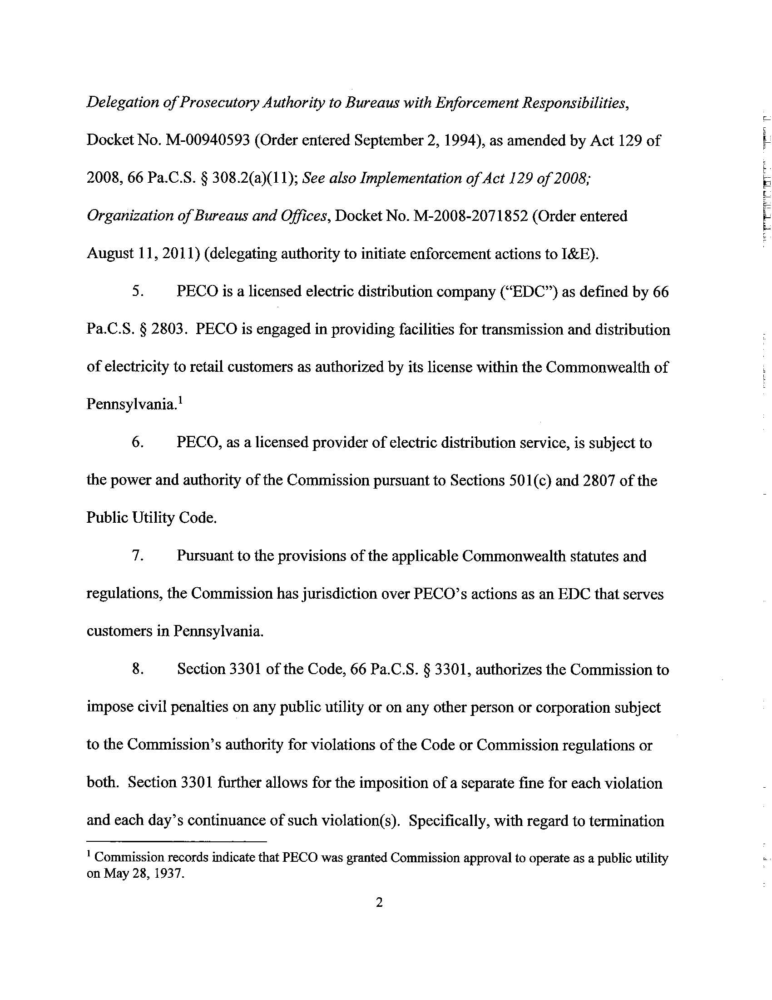 Delegation of Prosecutory Authority to Bureaus with Enforcement Responsibilities,
Docket No. M-00940593 (Order entered September 2, 1994), as amended by Act 129 of
2008, 66 Pa.C.S. § 308.2(a)(11); See also Implementation of Act 129 of 2008;
Organization of Bureaus and Offices, Docket No. M-2008-2071852 (Order entered
August 11, 2011) (delegating authority to initiate enforcement actions to I&E).
5. PECO is a licensed electric distribution company (“EDC”) as defined by 66
Pa.C.S. § 2803. PECO is engaged in providing facilities for transmission and distribution
of electricity to retail customers as authorized by its license within the Commonwealth of
Pennsylvania.¹
6. PECO, as a licensed provider of electric distribution service, is subject to
the power and authority of the Commission pursuant to Sections 501(c) and 2807 of the
Public Utility Code.
7. Pursuant to the provisions of the applicable Commonwealth statutes and
regulations, the Commission has jurisdiction over PECO’s actions as an EDC that serves
customers in Pennsylvania.
8. Section 3301 of the Code, 66 Pa.C.S. § 3301, authorizes the Commission to
impose civil penalties on any public utility or on any other person or corporation subject
to the Commission’s authority for violations of the Code or Commission regulations or
both. Section 3301 further allows for the imposition of a separate fine for each violation
and each day’s continuance of such violation(s). Specifically, with regard to termination
¹ Commission records indicate that PECO was granted Commission approval to operate as a public utility
on May 28, 1937.
2